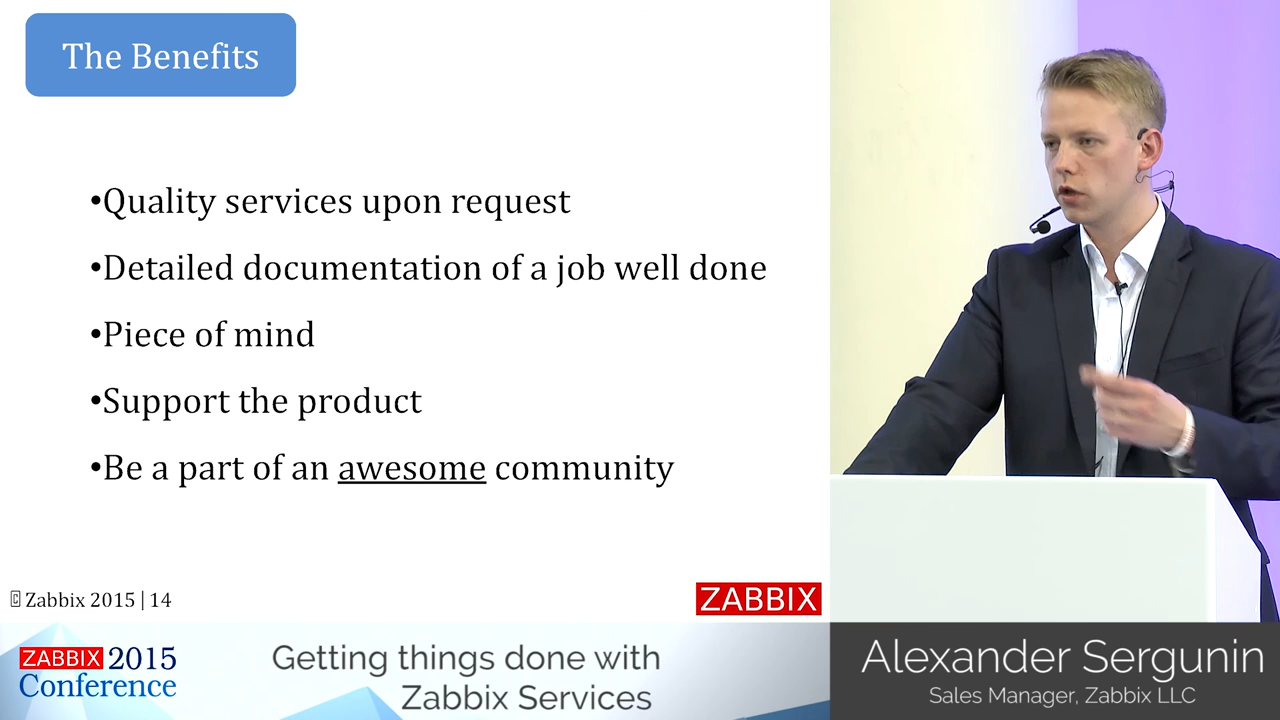 The Benefits
•Quality services upon request
•Detailed documentation of a job well done
•Piece of mind
•Support the product
•Be a part of an awesome community
Zabbix 2015 | 14
ZABBIX
ZABBIX 2015
Conference
Getting things done with
Zabbix Services
Alexander Sergunin
Sales Manager, Zabbix LLC